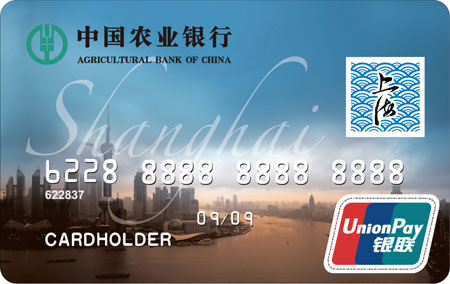 中国农业银行
AGRICULTURAL BANK OF CHINA
上海
Shanghai
6228 8888 8888 8888
622837
09/09
CARDHOLDER
UnionPay
银联